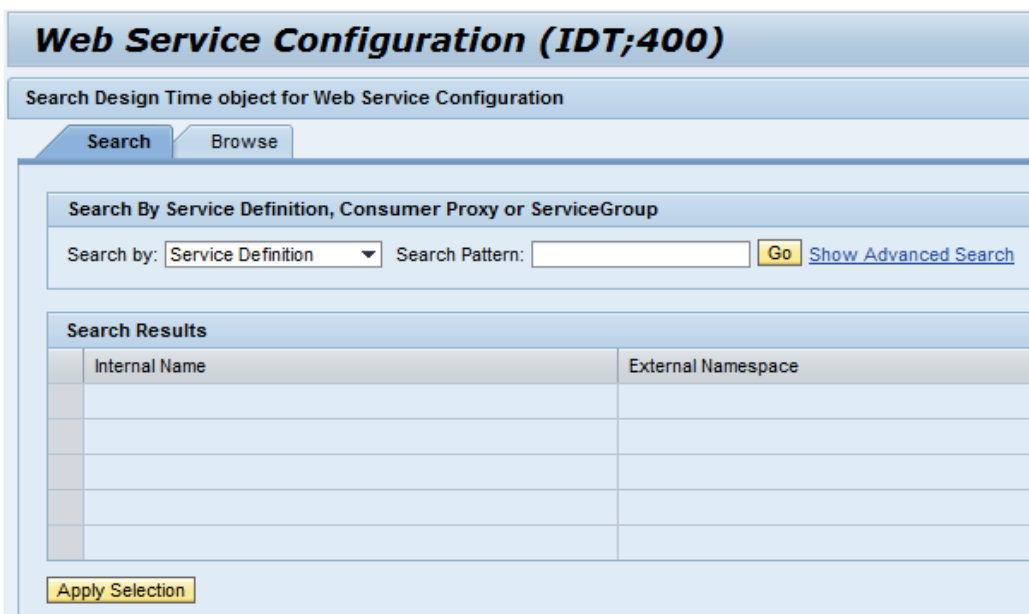 Web Service Configuration (IDT;400)
Search Design Time object for Web Service Configuration
Search Browse
Search By Service Definition, Consumer Proxy or ServiceGroup
Search by: Service Definition Search Pattern: Go Show Advanced Search
Search Results
Internal Name External Namespace
Apply Selection